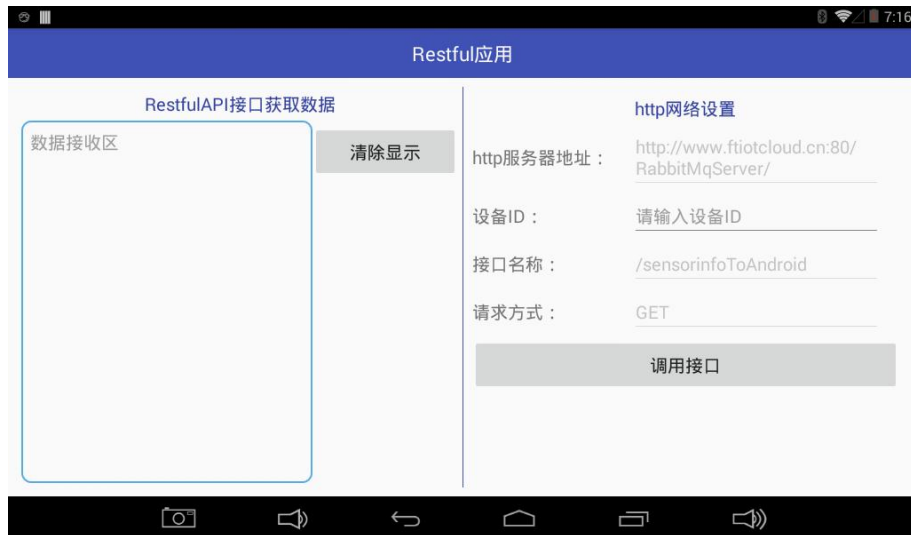 7:16
Restful应用
RestfulAPI接口获取数据
数据接收区
清除显示
http网络设置
http服务器地址：
http://www.ftiotcloud.cn:80/
RabbitMqServer/
设备ID：
请输入设备ID
接口名称：
/sensorinfoToAndroid
请求方式：
GET
调用接口